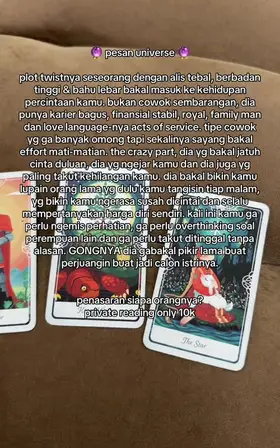 🔮 pesan universe 🔮
plot twistnya seseorang dengan alis tebal, berbadan
tinggi & bahu lebar bakal masuk ke kehidupan
percintaan kamu. bukan cowok sembarangan, dia
punya karier bagus, finansial stabil, royal, family man
dan love language-nya acts of service. tipe cowok
yg ga banyak omong tapi sekalinya sayang bakal
effort mati-matian. the crazy part, dia yg bakal jatuh
cinta duluan, dia yg ngejar kamu dan dia juga yg
paling takut kehilangan kamu. dia bakal bikin kamu
lupain orang lama yg dulu kamu tangisin tiap malam,
yg bikin kamu ngerasa susah dicintai dan selalu
mempertanyakan harga diri sendiri. kali ini kamu ga
perlu ngemis perhatian, ga perlu overthinking soal
perempuan lain dan ga perlu takut ditinggal tanpa
alasan. GONGNYA dia gabakal pikir lama buat
perjuangin buat jadi calon istrinya.
penasaran siapa orangnya?
private reading only 10k
The Star